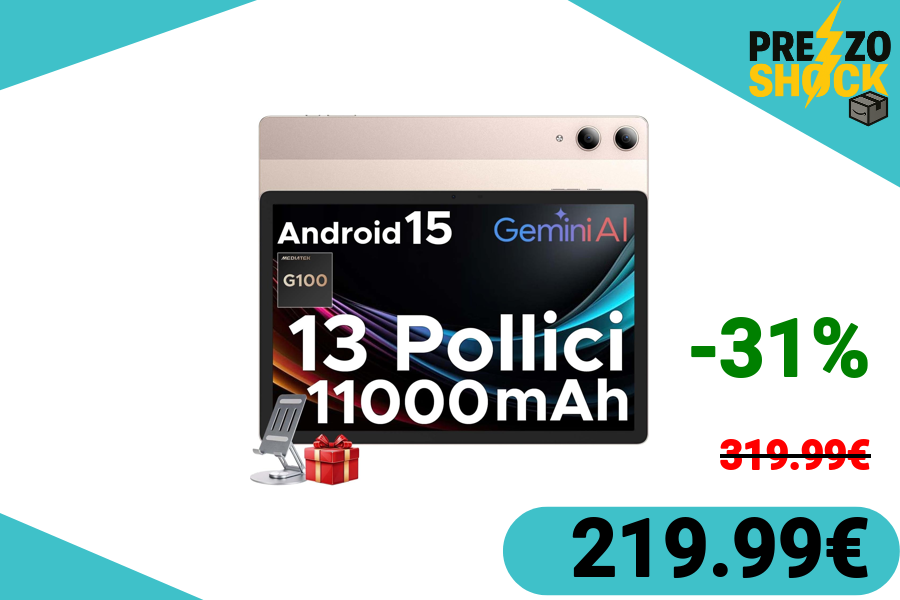 PREZZO
SHOCK
Android 15
Gemini AI
MEDIATEK
G100
13 Pollici
11000mAh
-31%
319.99€
219.99€